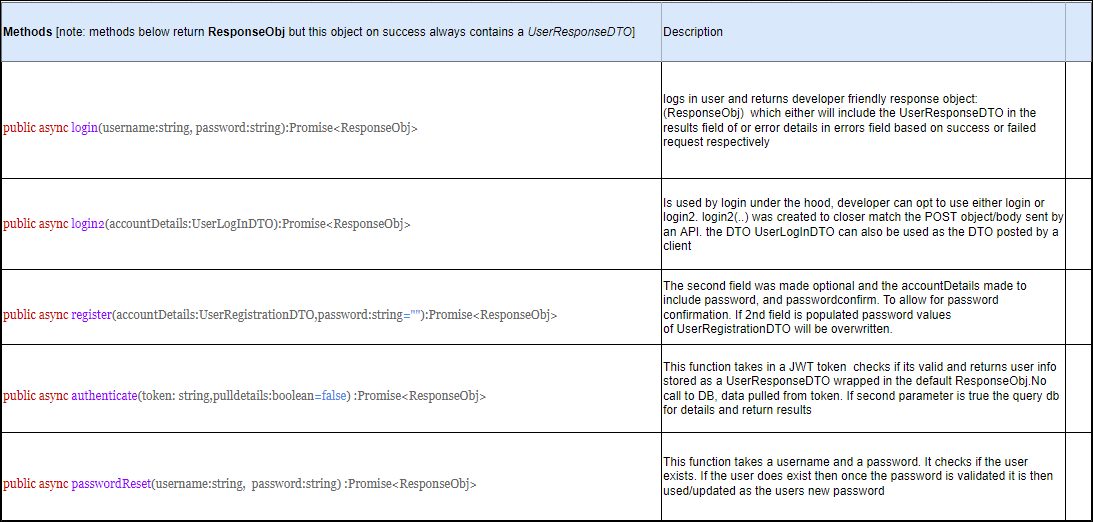 Methods [note: methods below return ResponseObj but this object on success always contains a UserResponseDTO]
Description
public async login(username:string, password:string):Promise<ResponseObj>
logs in user and returns developer friendly response object:
(ResponseObj)  which either will include the UserResponseDTO in the
results field of or error details in errors field based on success or failed
request respectively
public async login2(accountDetails:UserLogInDTO):Promise<ResponseObj>
Is used by login under the hood, developer can opt to use either login or
login2. login2(..) was created to closer match the POST object/body sent by
an API. the DTO UserLogInDTO can also be used as the DTO posted by a
client
public async register(accountDetails:UserRegistrationDTO,password:string=""):Promise<ResponseObj>
The second field was made optional and the accountDetails made to
include password, and passwordconfirm. To allow for password
confirmation. If 2nd field is populated password values
of UserRegistrationDTO will be overwritten.
public async authenticate(token: string,pulldetails:boolean=false) :Promise<ResponseObj>
This function takes in a JWT token  checks if its valid and returns user info
stored as a UserResponseDTO wrapped in the default ResponseObj.No
call to DB, data pulled from token. If second parameter is true the query db
for details and return results
public async passwordReset(username:string,  password:string) :Promise<ResponseObj>
This function takes a username and a password. It checks if the user
exists. If the user does exist then once the password is validated it is then
used/updated as the users new password